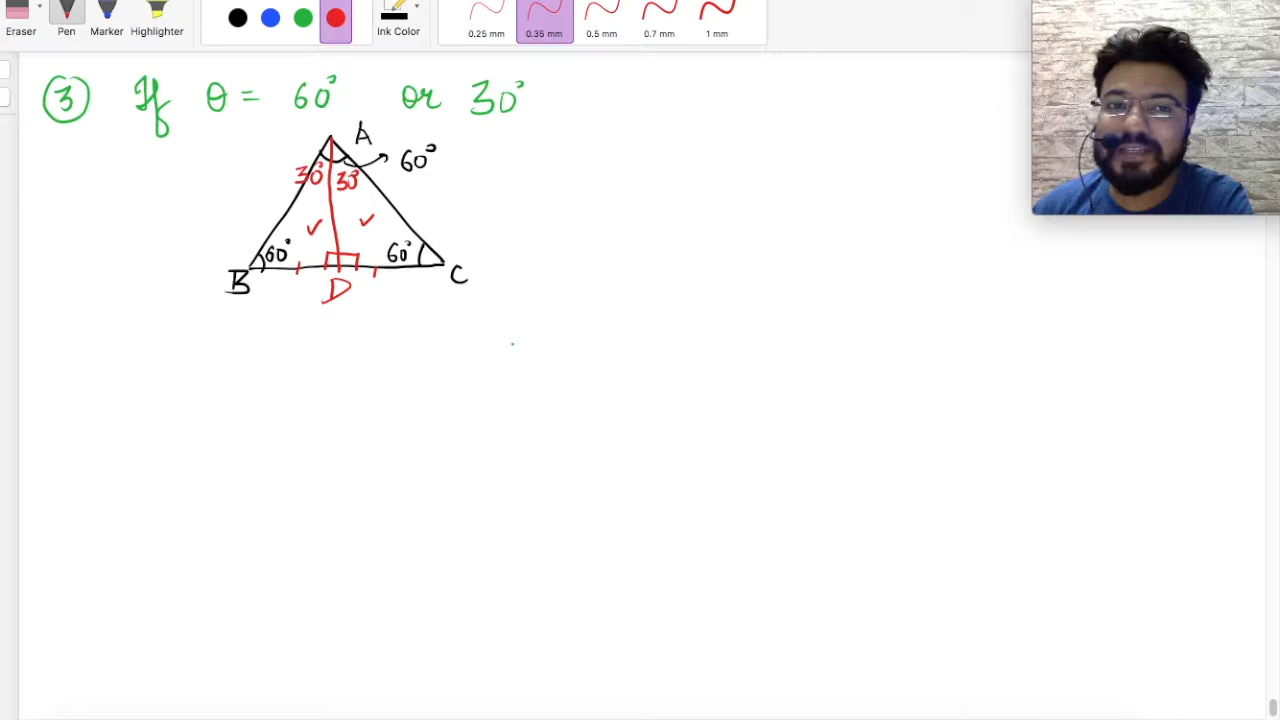 Eraser Pen Marker Highlighter Ink Color 0.25 mm 0.35 mm 0.5 mm 0.7 mm 1 mm
3 If θ = 60° or 30°
A
60°
30° 30°
60° 60°
B D C